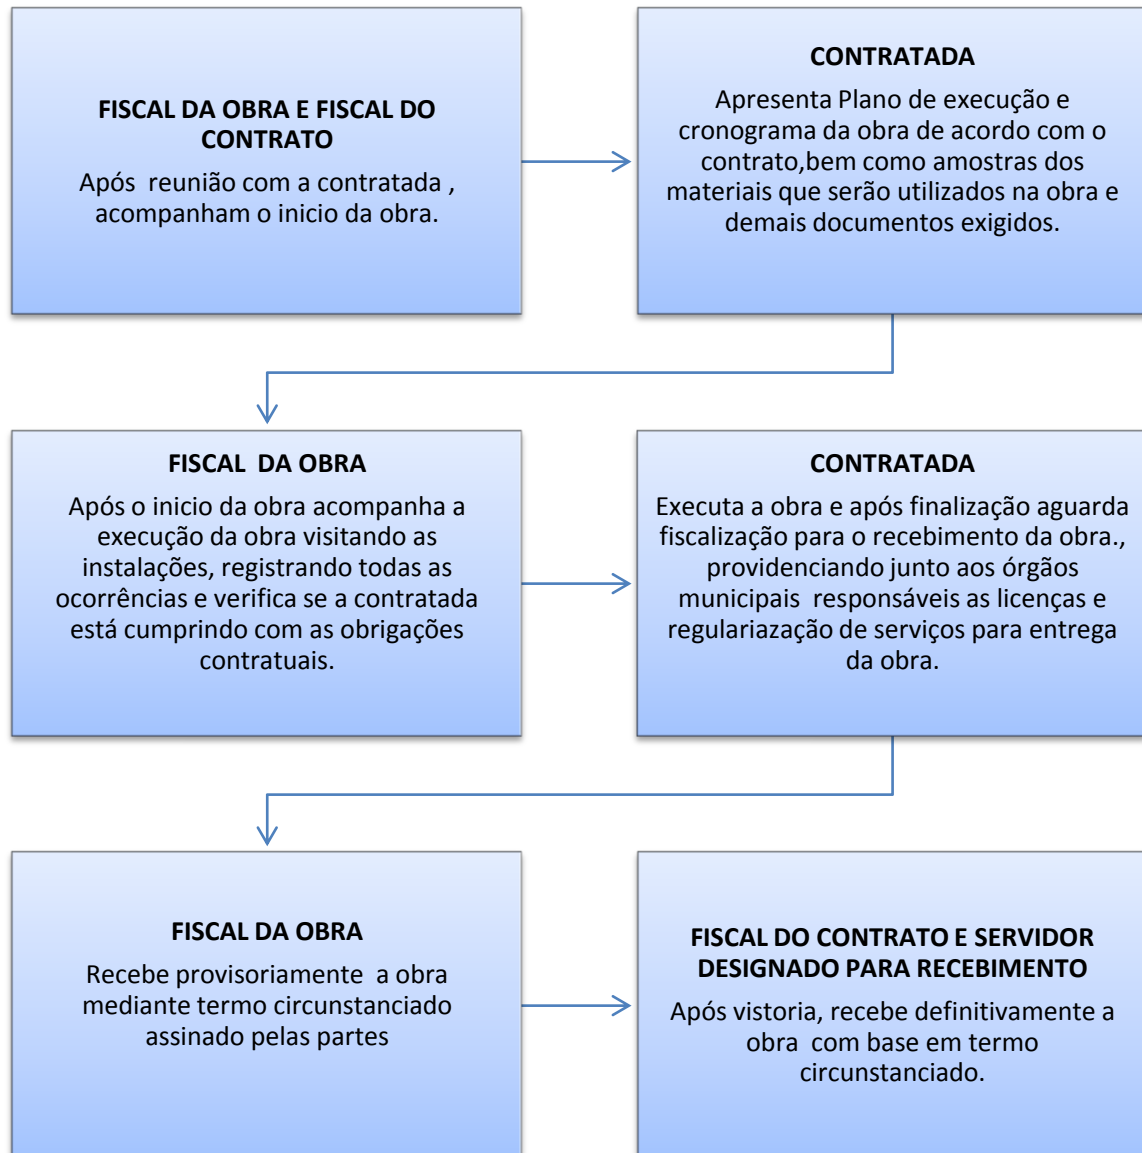 FISCAL DA OBRA E FISCAL DO
CONTRATO
Após reunião com a contratada ,
acompanham o inicio da obra.
CONTRATADA
Apresenta Plano de execução e
cronograma da obra de acordo com o
contrato,bem como amostras dos
materiais que serão utilizados na obra e
demais documentos exigidos.
FISCAL DA OBRA
Após o inicio da obra acompanha a
execução da obra visitando as
instalações, registrando todas as
ocorrências e verifica se a contratada
está cumprindo com as obrigações
contratuais.
CONTRATADA
Executa a obra e após finalização aguarda
fiscalização para o recebimento da obra.,
providenciando junto aos órgãos
municipais responsáveis as licenças e
regulariazação de serviços para entrega
da obra.
FISCAL DA OBRA
Recebe provisoriamente a obra
mediante termo circunstanciado
assinado pelas partes
FISCAL DO CONTRATO E SERVIDOR
DESIGNADO PARA RECEBIMENTO
Após vistoria, recebe definitivamente a
obra com base em termo
circunstanciado.